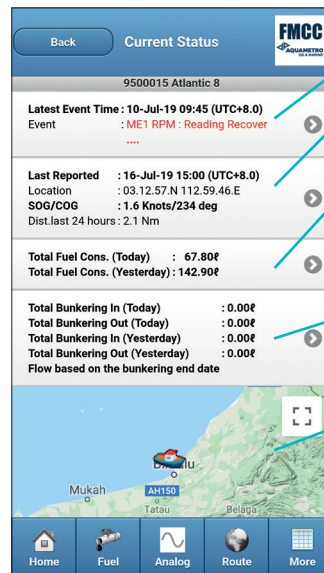 Back
Current Status
FMCC
AQUAMETRO
OIL & MARINE
9500015 Atlantic 8
Latest Event Time : 10-Jul-19 09:45 (UTC+8.0)
Event : ME1 RPM : Reading Recover
....
Last Reported : 16-Jul-19 15:00 (UTC+8.0)
Location : 03.12.57.N 112.59.46.E
SOG/COG : 1.6 Knots/234 deg
Dist.last 24 hours : 2.1 Nm
Total Fuel Cons. (Today) : 67.80ℓ
Total Fuel Cons. (Yesterday) : 142.90ℓ
Total Bunkering In (Today) : 0.00ℓ
Total Bunkering Out (Today) : 0.00ℓ
Total Bunkering In (Yesterday) : 0.00ℓ
Total Bunkering Out (Yesterday) : 0.00ℓ
Flow based on the bunkering end date
Mukah
AH150
Tatau
Belaga
Home
Fuel
Analog
Route
More